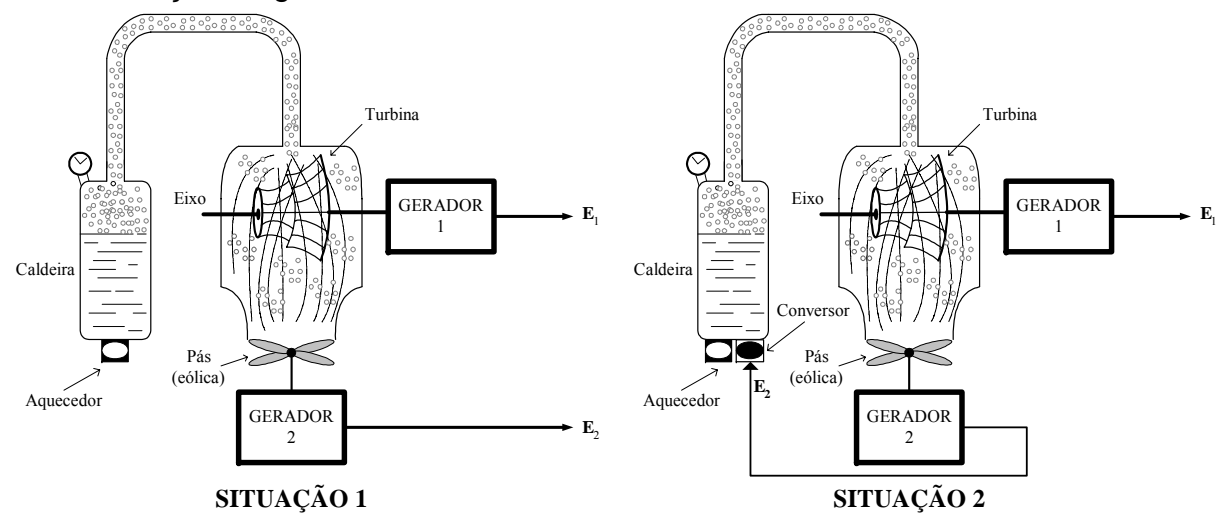 Turbina
Eixo
GERADOR
1
E1
Caldeira
Pás
(eólica)
Aquecedor
GERADOR
2
E2
SITUAÇÃO 1
Turbina
Eixo
GERADOR
1
E1
Caldeira
Conversor
Pás
(eólica)
E2
Aquecedor
GERADOR
2
SITUAÇÃO 2